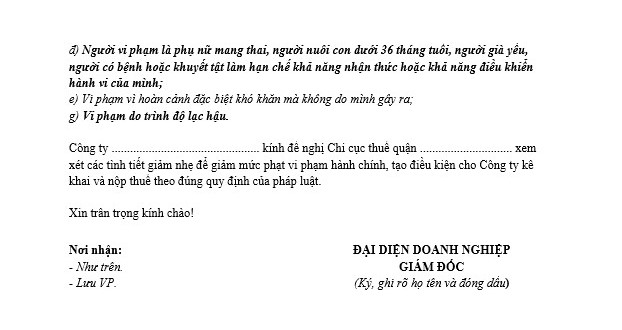 đ) Người vi phạm là phụ nữ mang thai, người nuôi con dưới 36 tháng tuổi, người già yếu,
người có bệnh hoặc khuyết tật làm hạn chế khả năng nhận thức hoặc khả năng điều khiển
hành vi của mình;
e) Vi phạm vì hoàn cảnh đặc biệt khó khăn mà không do mình gây ra;
g) Vi phạm do trình độ lạc hậu.
Công ty ................................................. kính đề nghị Chi cục thuế quận ............................... xem
xét các tình tiết giảm nhẹ để giảm mức phạt vi phạm hành chính, tạo điều kiện cho Công ty kê
khai và nộp thuế theo đúng quy định của pháp luật.
Xin trân trọng kính chào!
Nơi nhận:
- Như trên.
- Lưu VP.
ĐẠI DIỆN DOANH NGHIỆP
GIÁM ĐỐC
(Ký, ghi rõ họ tên và đóng dấu)